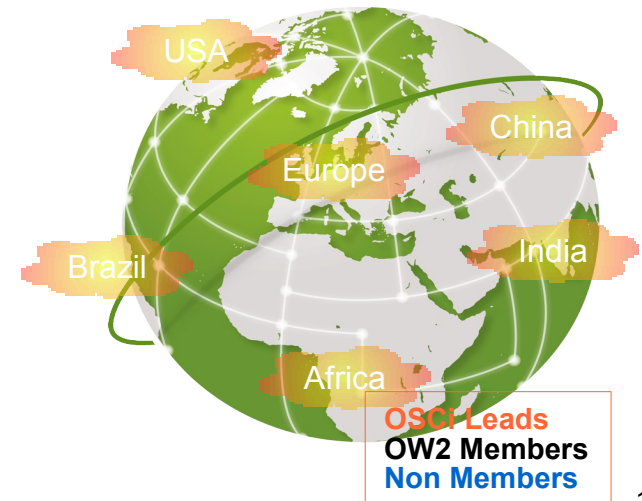 USA
China
Europe
India
Brazil
Africa
OSCi Leads
OW2 Members
Non Members